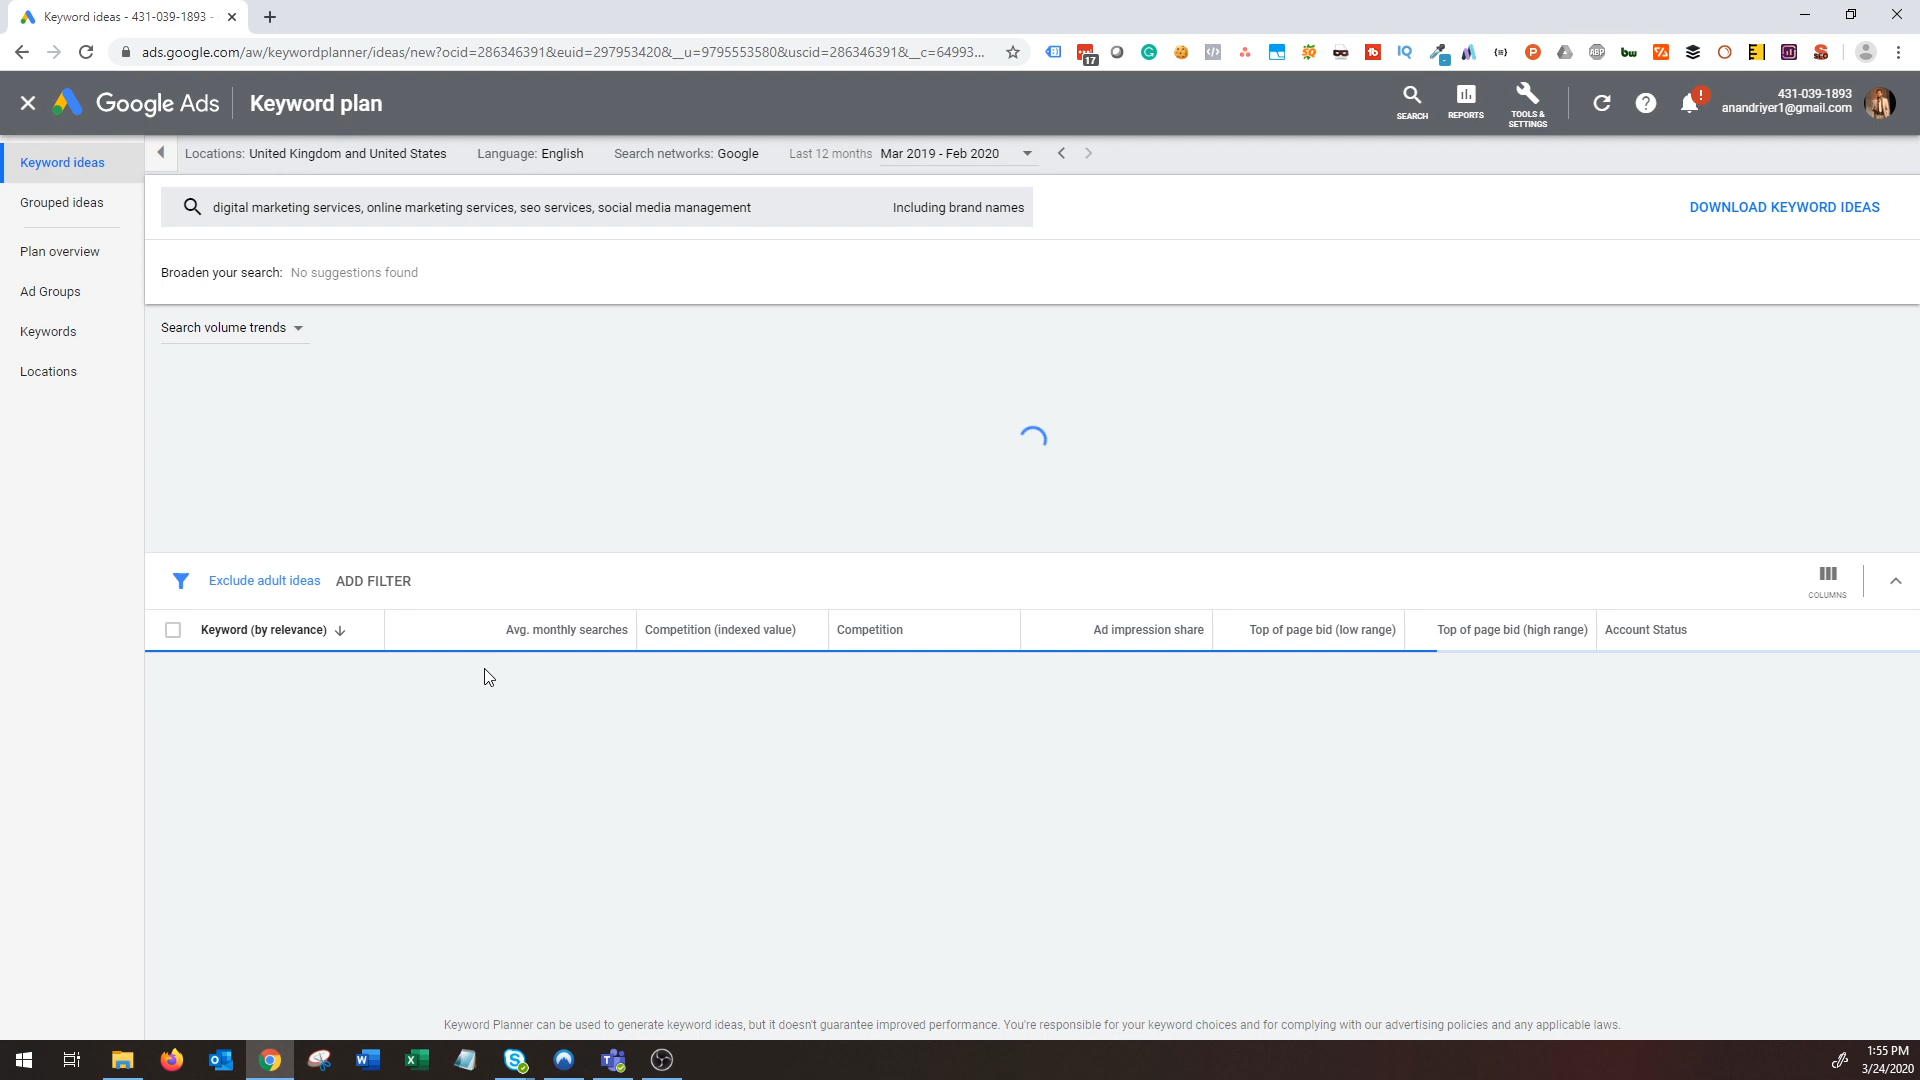 Keyword ideas - 431-039-1893 -
ads.google.com/aw/keywordplanner/ideas/new?ocid=286346391&euid=297953420&__u=9795553580&uscid=286346391&__c=64993...
17
Google Ads
Keyword plan
SEARCH
REPORTS
TOOLS &
SETTINGS
431-039-1893
anandriyer1@gmail.com
Keyword ideas
Grouped ideas
Plan overview
Ad Groups
Keywords
Locations
Locations: United Kingdom and United States
Language: English
Search networks: Google
Last 12 months Mar 2019 - Feb 2020
digital marketing services, online marketing services, seo services, social media management
Including brand names
DOWNLOAD KEYWORD IDEAS
Broaden your search: No suggestions found
Search volume trends
Exclude adult ideas
ADD FILTER
COLUMNS
Keyword (by relevance)
Avg. monthly searches
Competition (indexed value)
Competition
Ad impression share
Top of page bid (low range)
Top of page bid (high range)
Account Status
Keyword Planner can be used to generate keyword ideas, but it doesn't guarantee improved performance. You're responsible for your keyword choices and for complying with our advertising policies and any applicable laws.
1:55 PM
3/24/2020